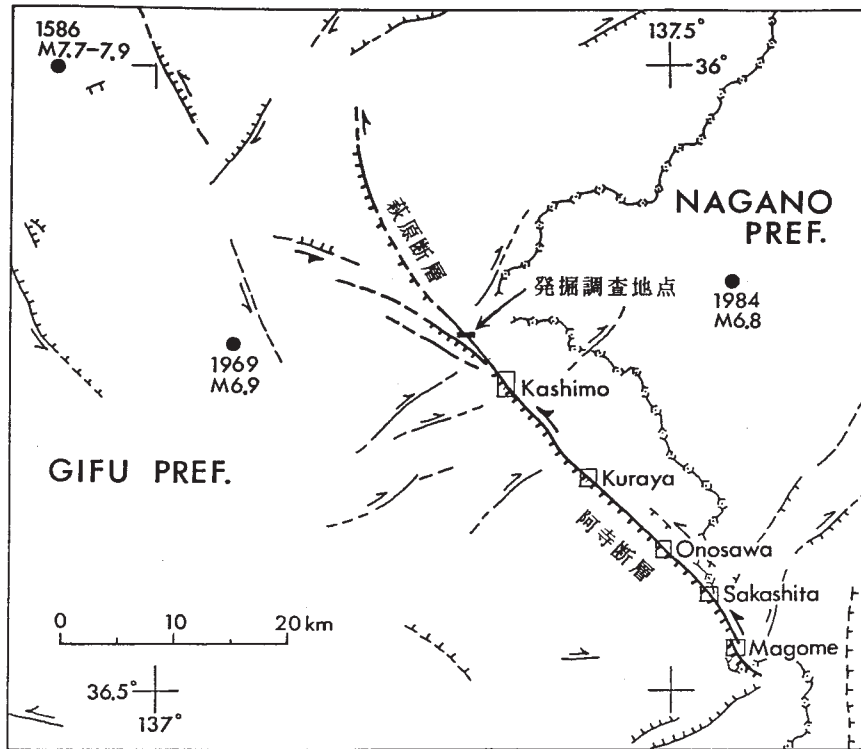 1586
M7.7-7.9
137.5°
36°
萩原断層
NAGANO
PREF.
発掘調査地点
1984
M6.8
1969
M6.9
Kashimo
GIFU PREF.
Kuraya
阿寺断層
Onosawa
Sakashita
0 10 20 km
Magome
36.5°
137°